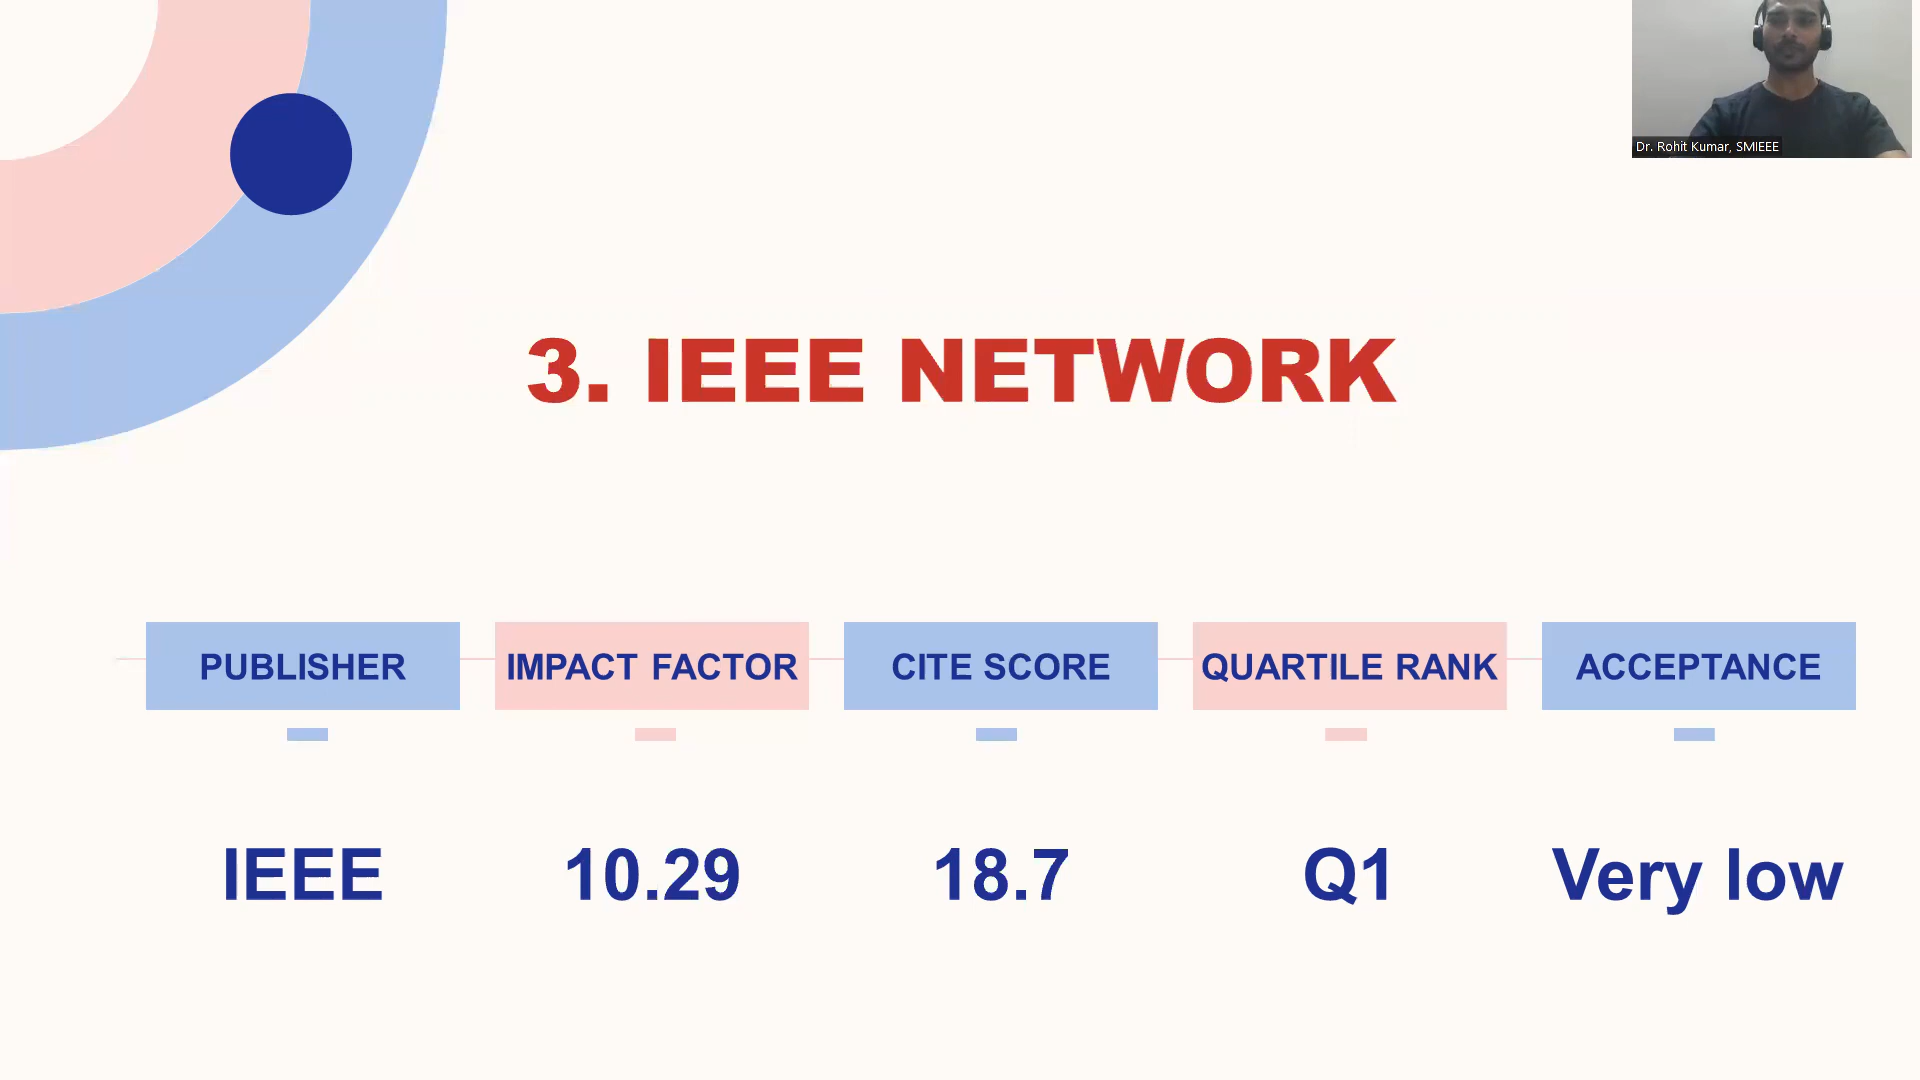 Dr. Rohit Kumar, SMIEEE
3. IEEE NETWORK
PUBLISHER
IMPACT FACTOR
CITE SCORE
QUARTILE RANK
ACCEPTANCE
IEEE
10.29
18.7
Q1
Very low